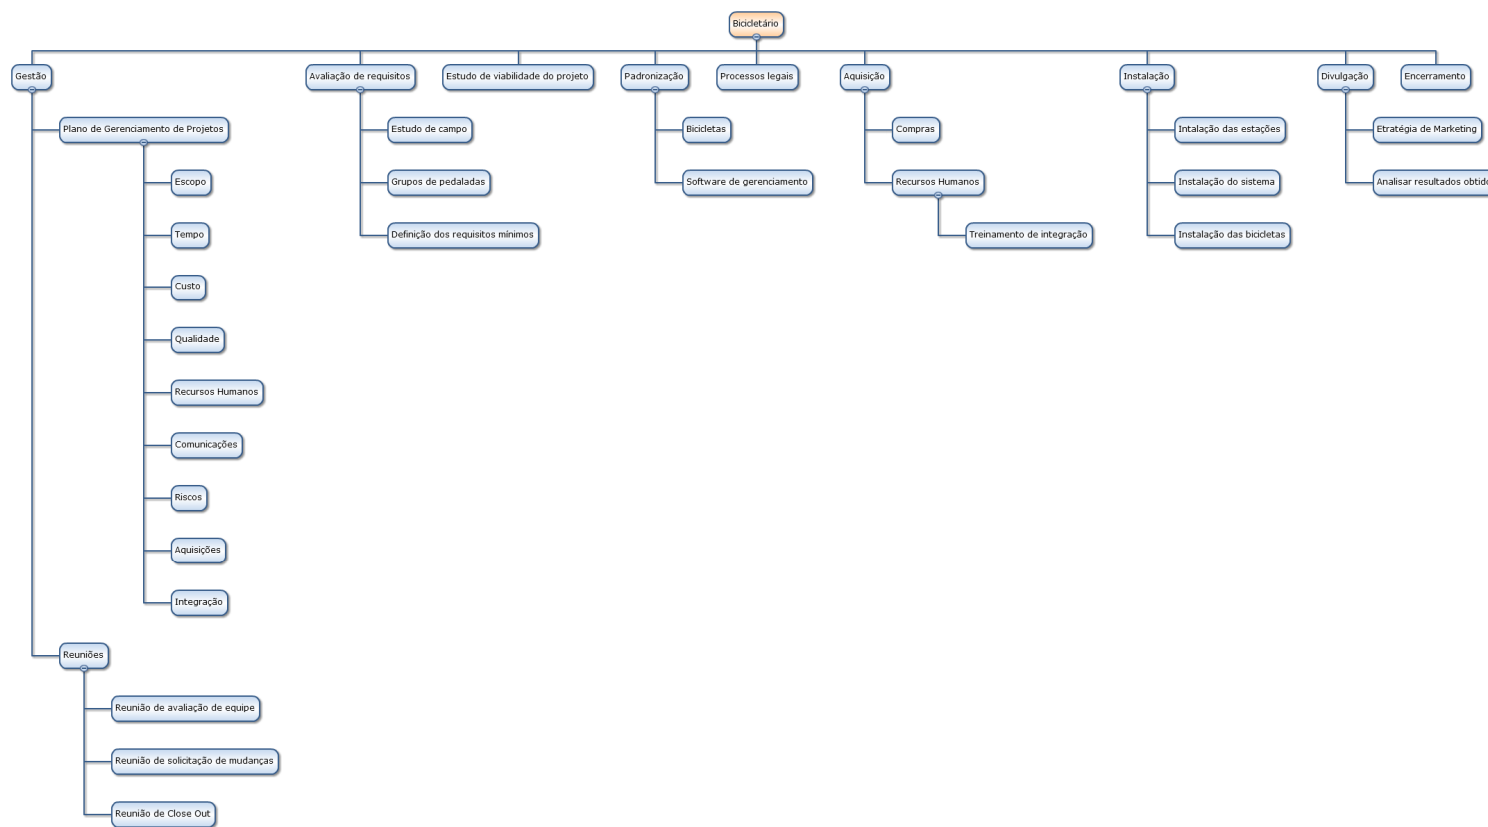 Bicicletário
Gestão
Avaliação de requisitos
Estudo de viabilidade do projeto
Padronização
Processos legais
Aquisição
Instalação
Divulgação
Encerramento
Plano de Gerenciamento de Projetos
Estudo de campo
Bicicletas
Compras
Intalação das estações
Etratégia de Marketing
Escopo
Grupos de pedaladas
Software de gerenciamento
Recursos Humanos
Instalação do sistema
Analisar resultados
Tempo
Definição dos requisitos mínimos
Treinamento de integração
Instalação das bicicletas
Custo
Qualidade
Recursos Humanos
Comunicações
Riscos
Aquisições
Integração
Reuniões
Reunião de avaliação de equipe
Reunião de solicitação de mudanças
Reunião de Close Out